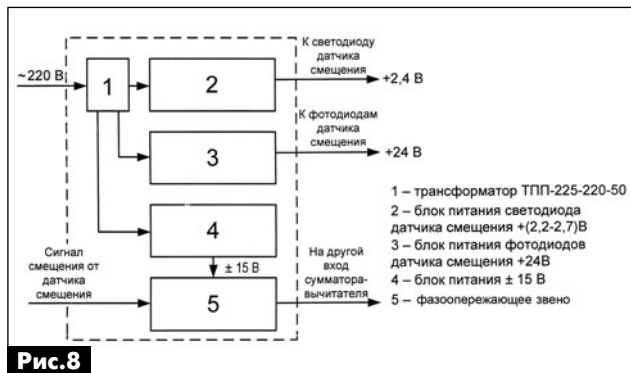 К светодиоду
датчика
смещения
~220 В
1
2
+2,4 В
К фотодиодам
датчика
смещения
3
+24 В
4
± 15 В
Сигнал
смещения от
датчика
смещения
5
На другой
вход
сумматора-
вычитателя
1 – трансформатор ТПП-225-220-50
2 – блок питания светодиода
датчика смещения +(2,2-2,7)В
3 – блок питания фотодиодов
датчика смещения +24В
4 – блок питания ± 15 В
5 – фазоопережающее звено
Рис.8